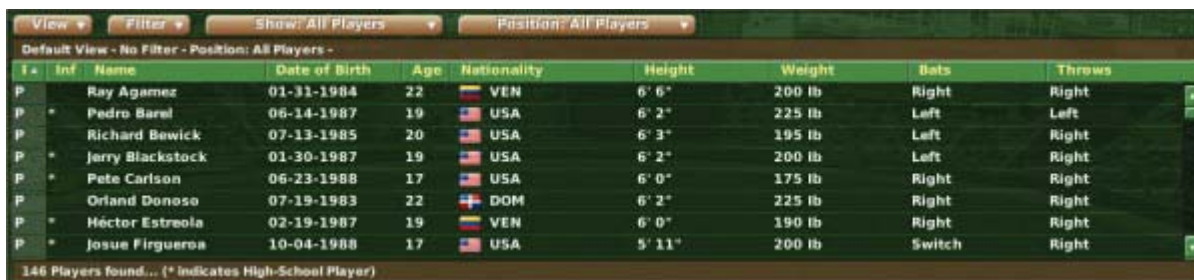 View Filter Show: All Players Position: All Players
Default View - No Filter - Position: All Players -
Inf Name Date of Birth Age Nationality Height Weight Bats Throws
P Ray Agamez 01-31-1984 22 VEN 6' 6" 200 lb Right Right
P * Pedro Barel 06-14-1987 19 USA 6' 2" 225 lb Left Left
P Richard Bewick 07-13-1985 20 USA 6' 3" 195 lb Left Right
P * Jerry Blackstock 01-30-1987 19 USA 6' 2" 200 lb Left Right
P * Pete Carlson 06-23-1988 17 USA 6' 0" 175 lb Right Right
P Orland Donoso 07-19-1983 22 DOM 6' 2" 225 lb Right Right
P * Héctor Estreola 02-19-1987 19 VEN 6' 0" 190 lb Right Right
P * Josue Firgueroa 10-04-1988 17 USA 5' 11" 200 lb Switch Right
146 Players found... (* indicates High-School Player)